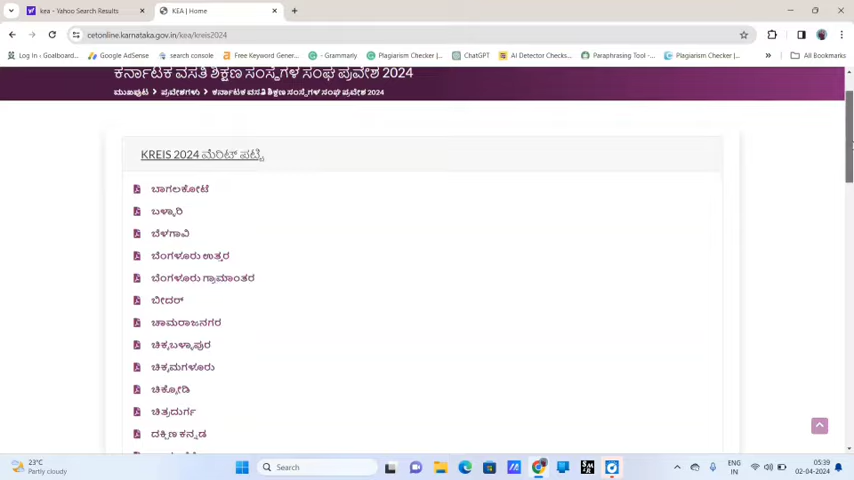 kea - Yahoo Search Results
KEA | Home
cetonline.karnataka.gov.in/kea/kreis2024
Log In ‹ Goalboard...
Google AdSense
search console
Free Keyword Gener...
- Grammarly
Plagiarism Checker |...
ChatGPT
AI Detector Checks...
Paraphrasing Tool -...
Plagiarism Checker |...
»
All Bookmarks
ಕರ್ನಾಟಕ ವಸತಿ ಶಿಕ್ಷಣ ಸಂಸ್ಥೆಗಳ ಸಂಘ ಪ್ರವೇಶ 2024
ಮುಖಪುಟ > ಪ್ರವೇಶಗಳು > ಕರ್ನಾಟಕ ವಸತಿ ಶಿಕ್ಷಣ ಸಂಸ್ಥೆಗಳ ಸಂಘ ಪ್ರವೇಶ 2024
KREIS 2024 ಮೆರಿಟ್ ಪಟ್ಟಿ
ಬಾಗಲಕೋಟೆ
ಬಳ್ಳಾರಿ
ಬೆಳಗಾವಿ
ಬೆಂಗಳೂರು ಉತ್ತರ
ಬೆಂಗಳೂರು ಗ್ರಾಮಾಂತರ
ಬೀದರ್
ಚಾಮರಾಜನಗರ
ಚಿಕ್ಕಬಳ್ಳಾಪುರ
ಚಿಕ್ಕಮಗಳೂರು
ಚಿಕ್ಕೋಡಿ
ಚಿತ್ರದುರ್ಗ
ದಕ್ಷಿಣ ಕನ್ನಡ
23°C
Partly cloudy
Search
ENG
IN
05:39
02-04-2024